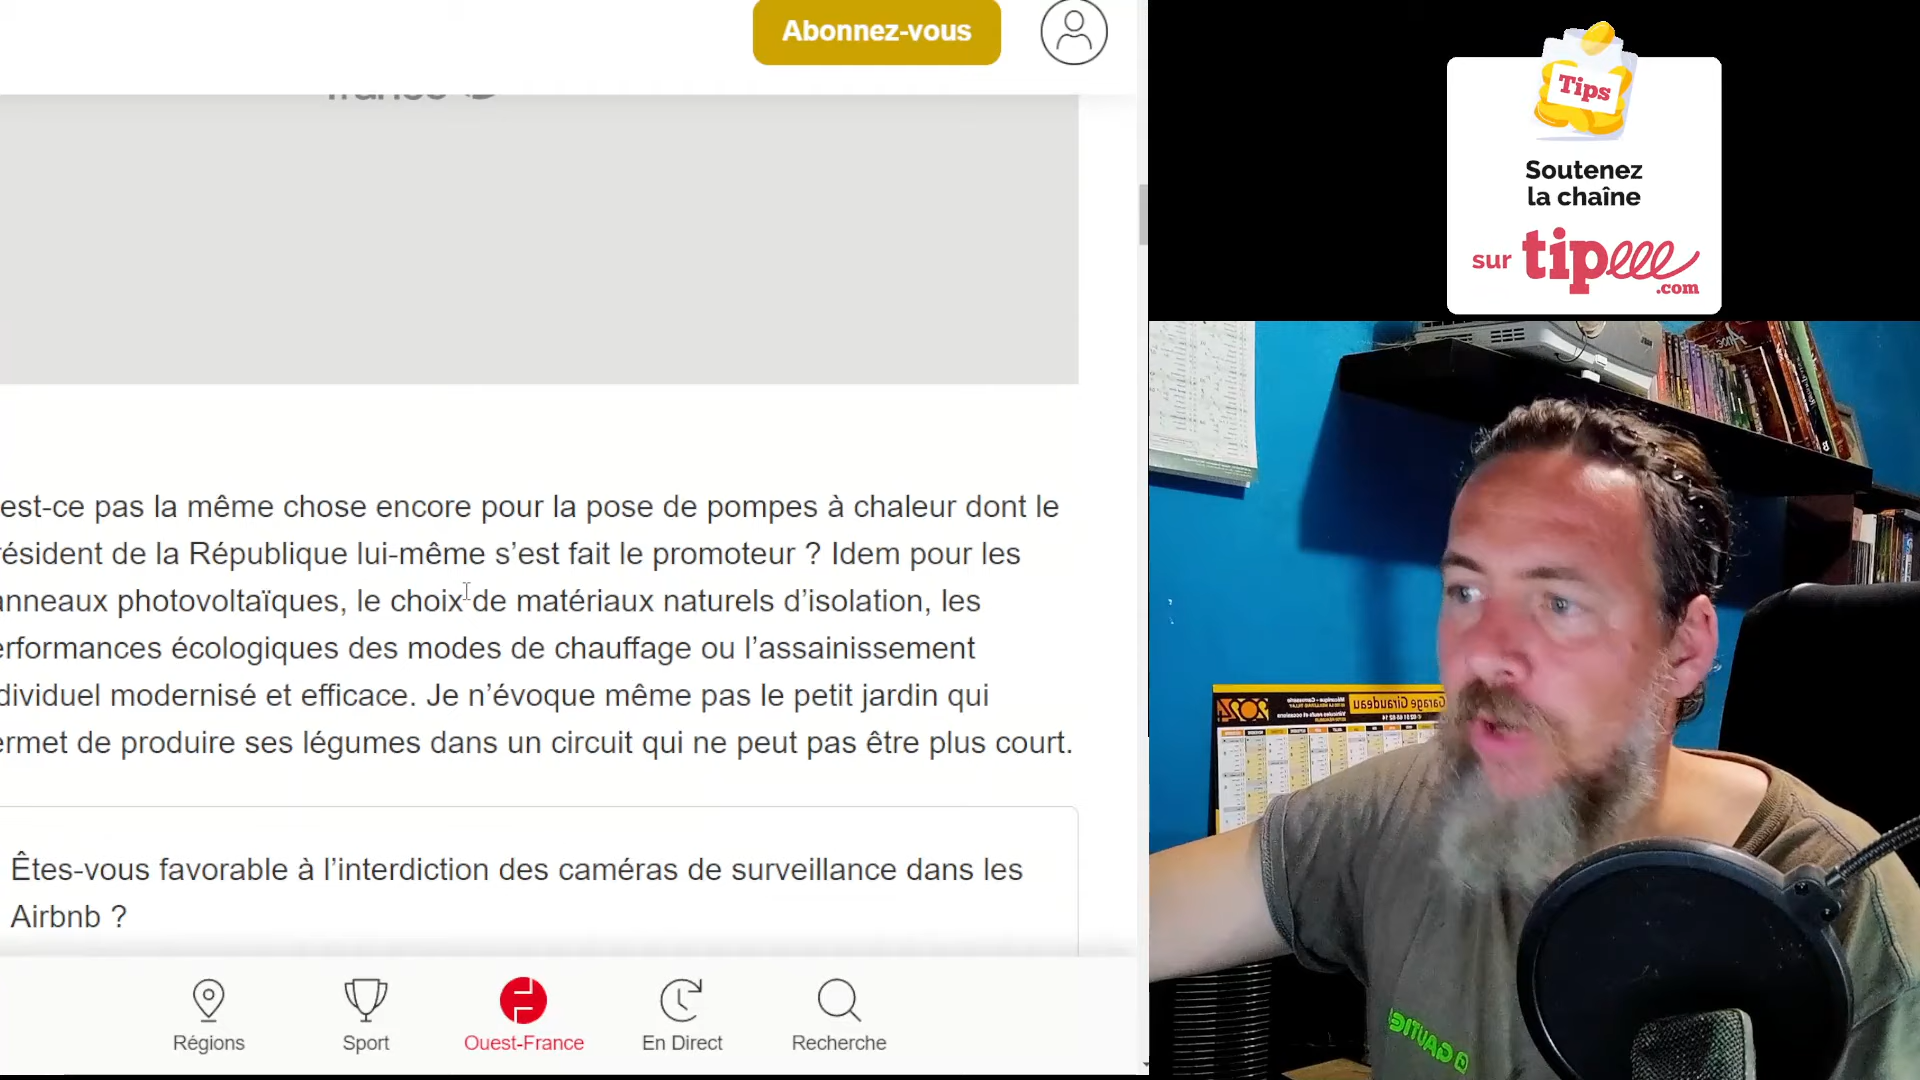 Abonnez-vous
est-ce pas la même chose encore pour la pose de pompes à chaleur dont le
résident de la République lui-même s’est fait le promoteur ? Idem pour les
anneaux photovoltaïques, le choix de matériaux naturels d’isolation, les
erformances écologiques des modes de chauffage ou l’assainissement
dividuel modernisé et efficace. Je n’évoque même pas le petit jardin qui
ermet de produire ses légumes dans un circuit qui ne peut pas être plus court.
Êtes-vous favorable à l’interdiction des caméras de surveillance dans les
Airbnb ?
Régions
Sport
Ouest-France
En Direct
Recherche
Tips
Soutenez
la chaîne
sur tipeee
.com
Garage Giraudeau